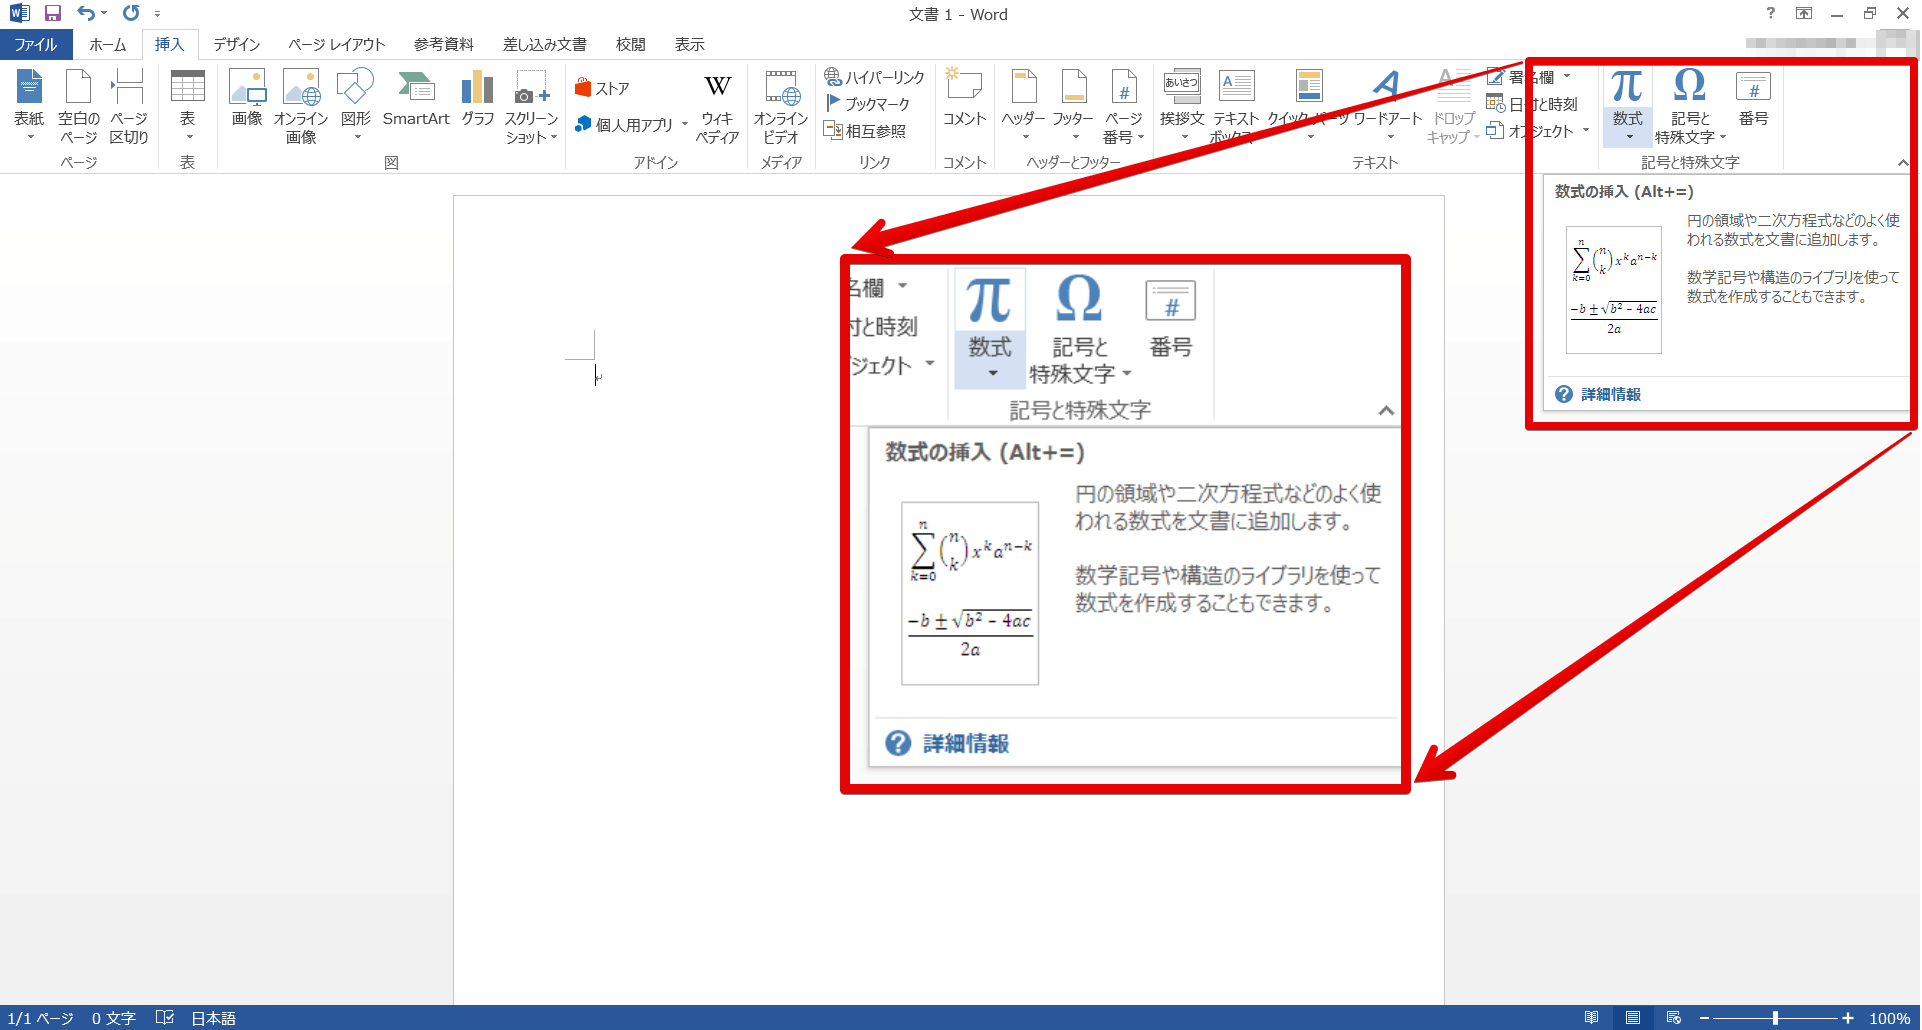 文書 1 - Word
ファイル ホーム 挿入 デザイン ページ レイアウト 参考資料 差し込み文書 校閲 表示
表紙
空白の
ページ
ページ
区切り
ページ
表
表
画像
オンライン
画像
図形
SmartArt
グラフ
スクリーン
ショット
図
ストア
個人用アプリ
W
ウィキ
ペディア
アドイン
オンライン
ビデオ
メディア
ハイパーリンク
ブックマーク
相互参照
リンク
コメント
コメント
ヘッダー
フッター
#
ページ
番号
ヘッダーとフッター
あいさつ
挨拶文
A
テキスト
ボックス
クイック パーツ
A
ワードアート
A
ドロップ
キャップ
署名欄
日付と時刻
オブジェクト
テキスト
π
数式
Ω
記号と
特殊文字
#
番号
記号と特殊文字
数式の挿入 (Alt+=)
n
∑(n k) x^k a^(n−k)
k=0
−b ± √b² − 4ac
2a
円の領域や二次方程式などのよく使
われる数式を文書に追加します。
数学記号や構造のライブラリを使って
数式を作成することもできます。
? 詳細情報
名欄
付と時刻
ジェクト
π
数式
Ω
記号と
特殊文字
#
番号
記号と特殊文字
数式の挿入 (Alt+=)
n
∑(n k) x^k a^(n−k)
k=0
−b ± √b² − 4ac
2a
円の領域や二次方程式などのよく使
われる数式を文書に追加します。
数学記号や構造のライブラリを使って
数式を作成することもできます。
? 詳細情報
1/1 ページ 0 文字 日本語 100%